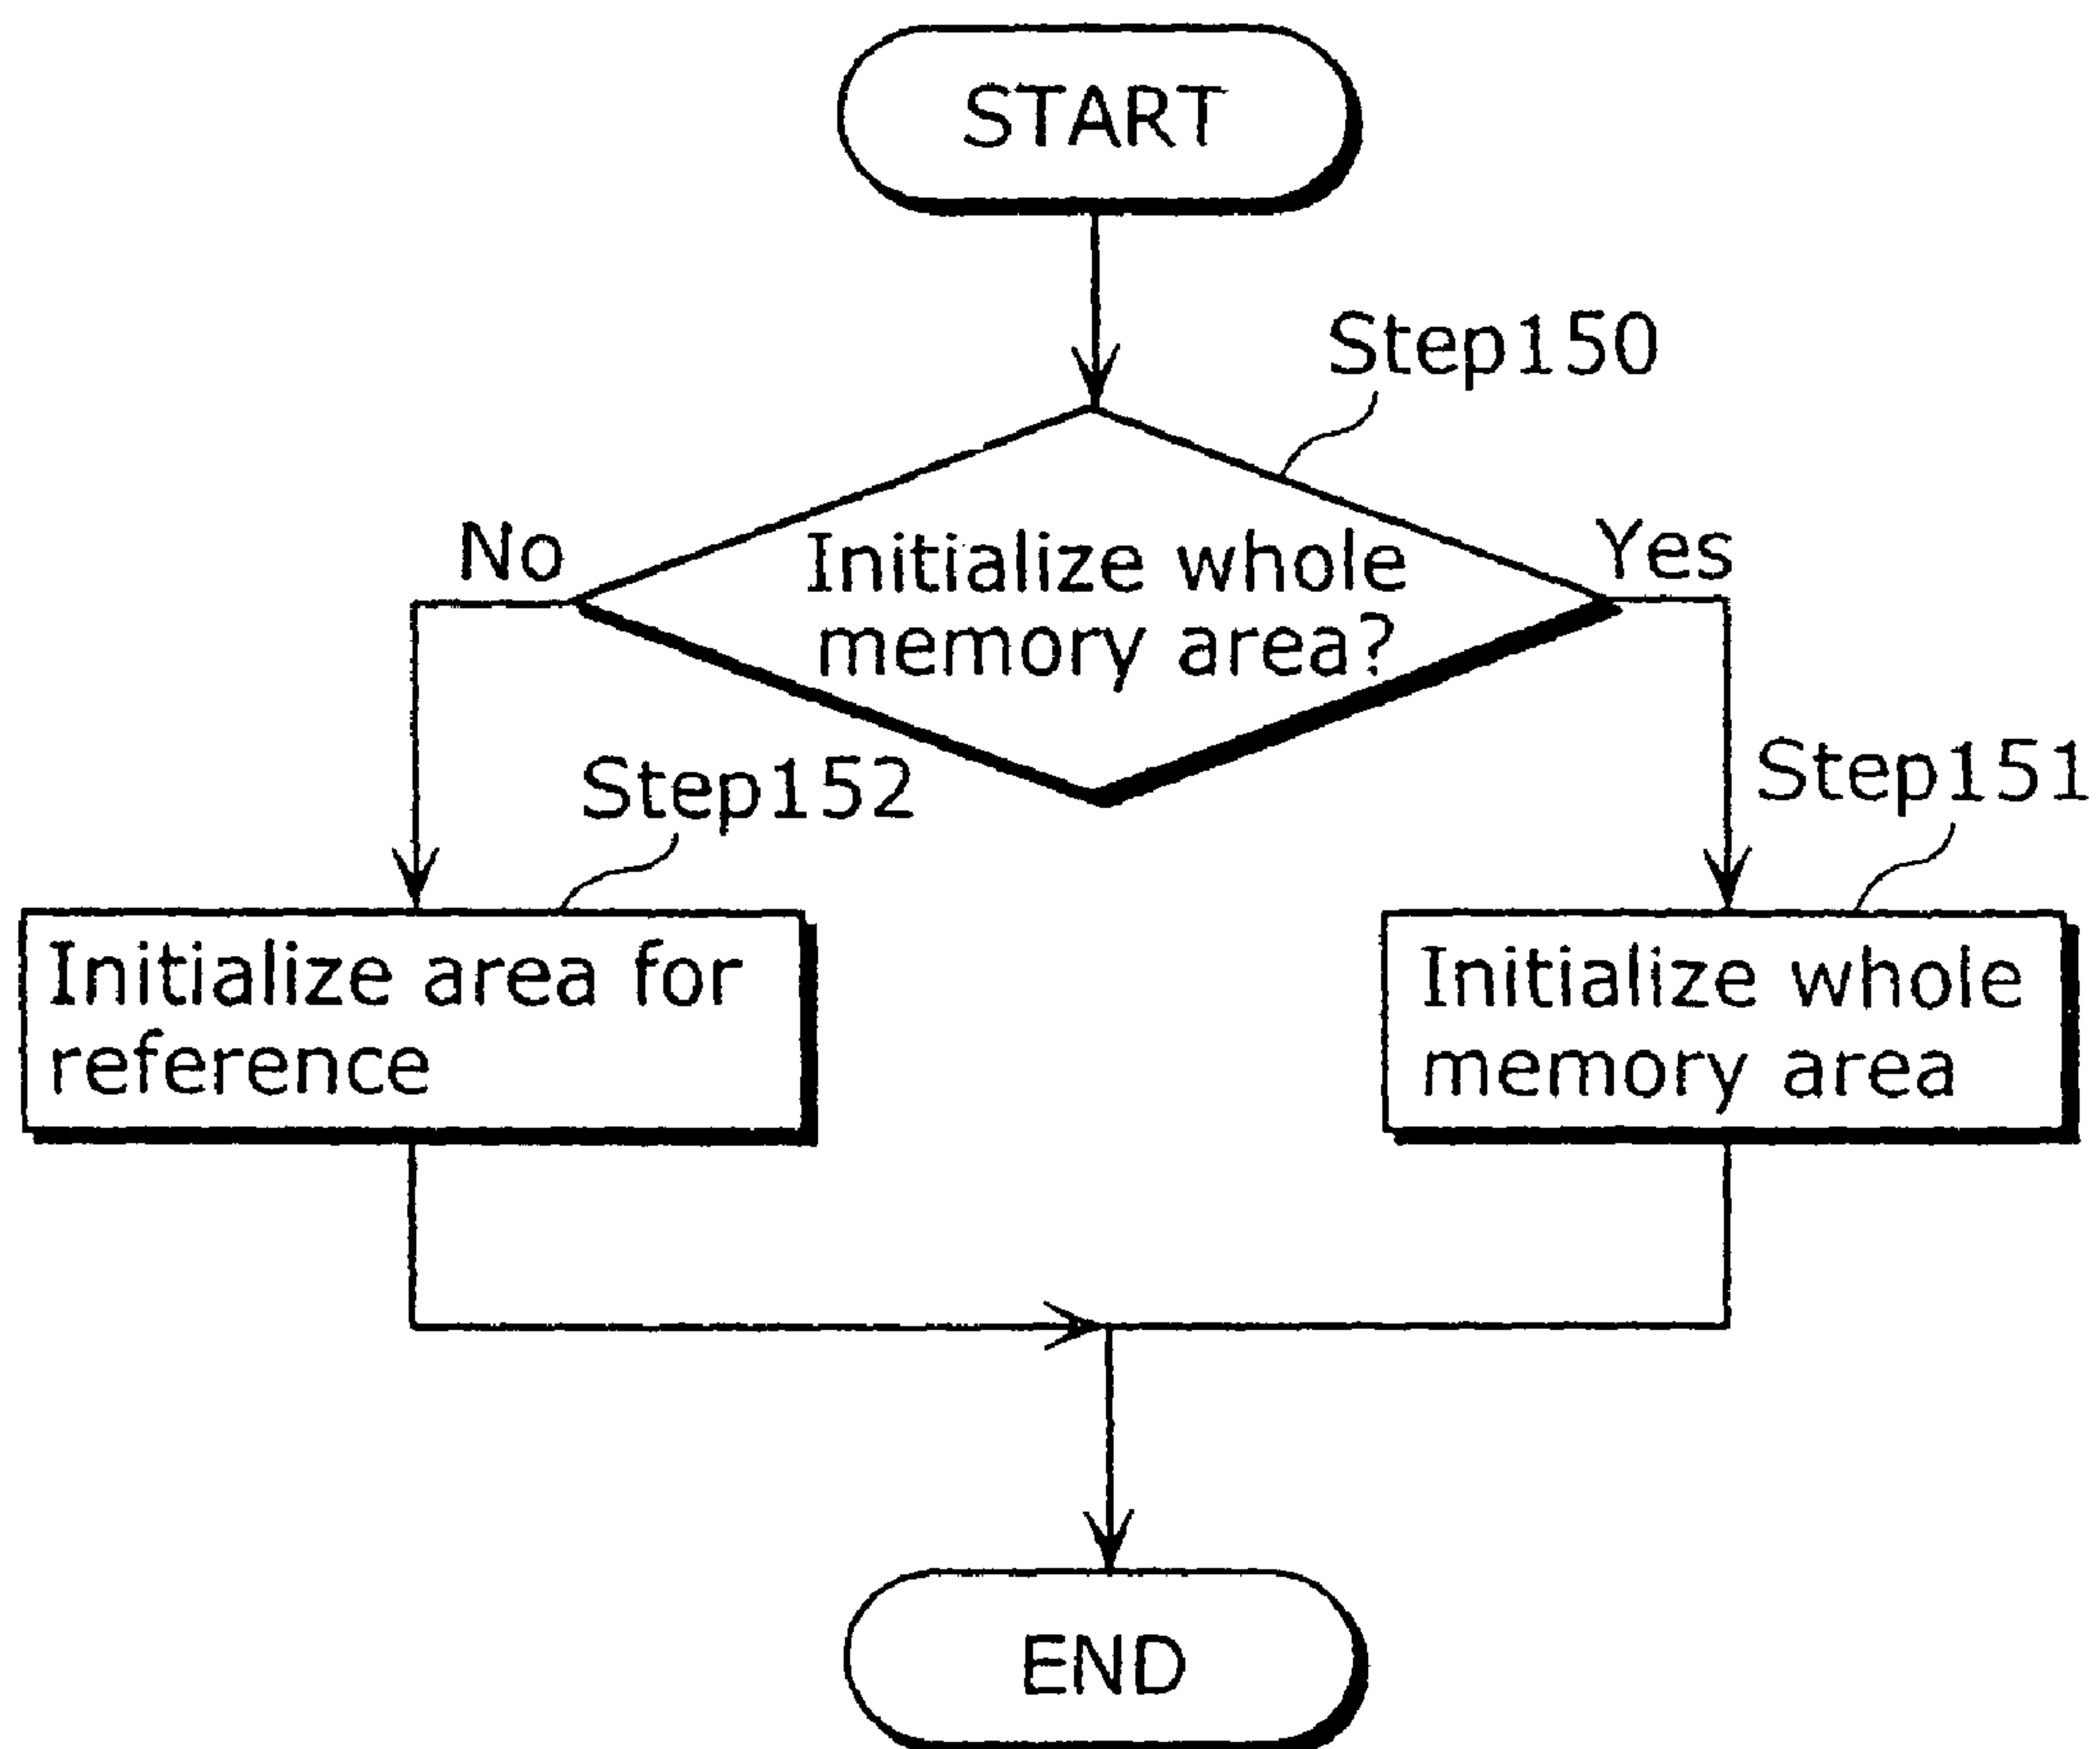 START
Step150
No
Initialize whole
memory area?
Yes
Step152
Step151
Initialize area for
reference
Initialize whole
memory area
END